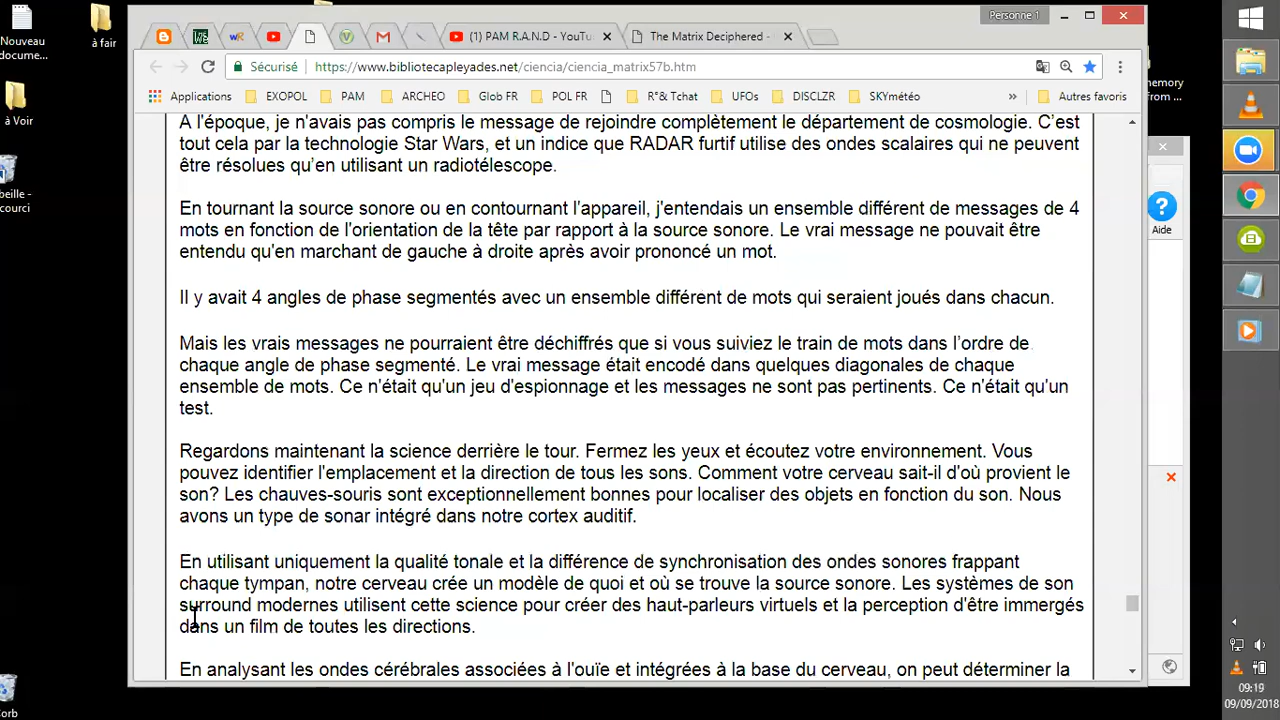 Nouveau
docume...
à fair
à Voir
Personne 1
(1) PAM R.A.N.D - YouTu
The Matrix Deciphered -
Sécurisé
https://www.bibliotecapleyades.net/ciencia/ciencia_matrix57b.htm
Applications
EXOPOL
PAM
ARCHEO
Glob FR
POL FR
R°& Tchat
UFOs
DISCLZR
SKYmétéo
»
Autres favoris
A l'époque, je n'avais pas compris le message de rejoindre complètement le département de cosmologie. C'est
tout cela par la technologie Star Wars, et un indice que RADAR furtif utilise des ondes scalaires qui ne peuvent
être résolues qu'en utilisant un radiotélescope.
En tournant la source sonore ou en contournant l'appareil, j'entendais un ensemble différent de messages de 4
mots en fonction de l'orientation de la tête par rapport à la source sonore. Le vrai message ne pouvait être
entendu qu'en marchant de gauche à droite après avoir prononcé un mot.
Il y avait 4 angles de phase segmentés avec un ensemble différent de mots qui seraient joués dans chacun.
Mais les vrais messages ne pourraient être déchiffrés que si vous suiviez le train de mots dans l'ordre de
chaque angle de phase segmenté. Le vrai message était encodé dans quelques diagonales de chaque
ensemble de mots. Ce n'était qu'un jeu d'espionnage et les messages ne sont pas pertinents. Ce n'était qu'un
test.
Regardons maintenant la science derrière le tour. Fermez les yeux et écoutez votre environnement. Vous
pouvez identifier l'emplacement et la direction de tous les sons. Comment votre cerveau sait-il d'où provient le
son? Les chauves-souris sont exceptionnellement bonnes pour localiser des objets en fonction du son. Nous
avons un type de sonar intégré dans notre cortex auditif.
En utilisant uniquement la qualité tonale et la différence de synchronisation des ondes sonores frappant
chaque tympan, notre cerveau crée un modèle de quoi et où se trouve la source sonore. Les systèmes de son
surround modernes utilisent cette science pour créer des haut-parleurs virtuels et la perception d'être immergés
dans un film de toutes les directions.
En analysant les ondes cérébrales associées à l'ouïe et intégrées à la base du cerveau, on peut déterminer la
beille -
courci
Corb
memory
from ...
Aide
09:19
09/09/2018